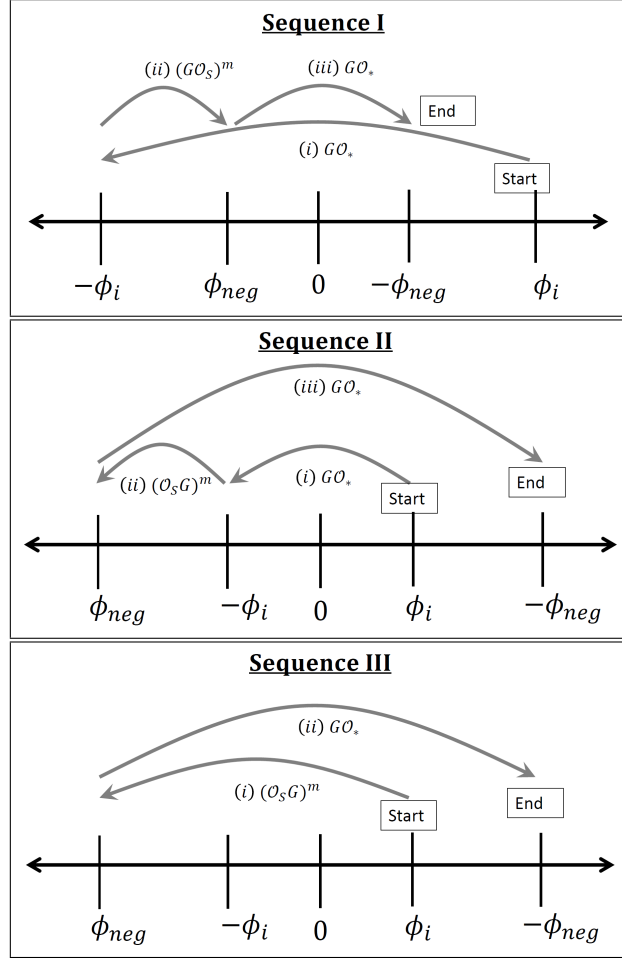 Sequence I
(ii) (G𝒪_S)^m
(iii) G𝒪_*
End
(i) G𝒪_*
Start
−ϕ_i
ϕ_neg
0
−ϕ_neg
ϕ_i
Sequence II
(iii) G𝒪_*
(ii) (𝒪_S G)^m
(i) G𝒪_*
Start
End
ϕ_neg
−ϕ_i
0
ϕ_i
−ϕ_neg
Sequence III
(ii) G𝒪_*
(i) (𝒪_S G)^m
Start
End
ϕ_neg
−ϕ_i
0
ϕ_i
−ϕ_neg